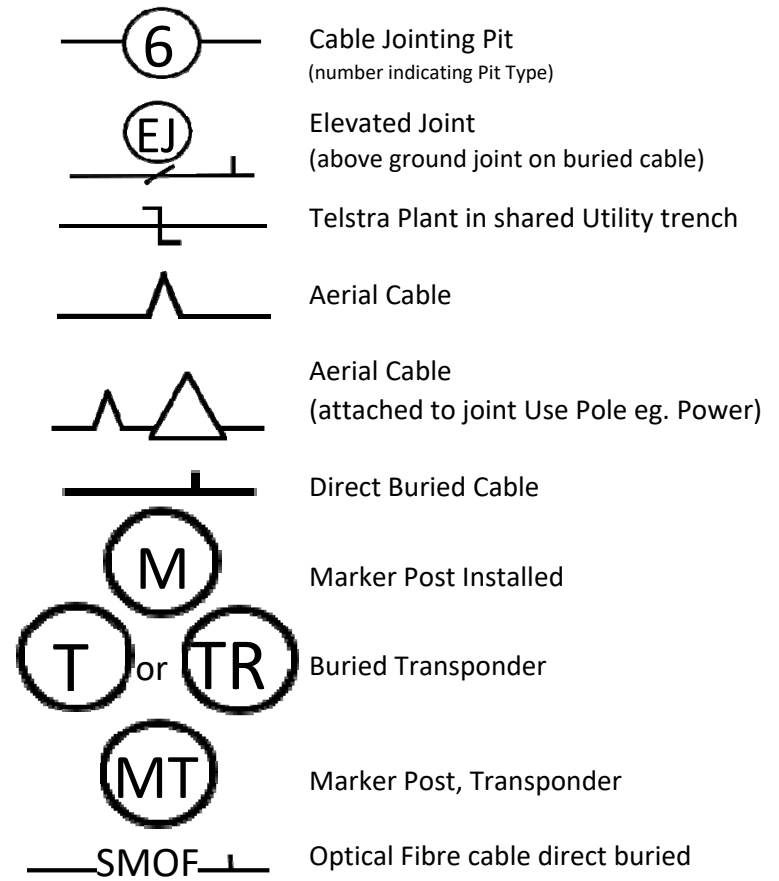 6 Cable Jointing Pit
(number indicating Pit Type)
EJ Elevated Joint
(above ground joint on buried cable)
Telstra Plant in shared Utility trench
Aerial Cable
Aerial Cable
(attached to joint Use Pole eg. Power)
Direct Buried Cable
M Marker Post Installed
T or TR Buried Transponder
MT Marker Post, Transponder
SMOF Optical Fibre cable direct buried